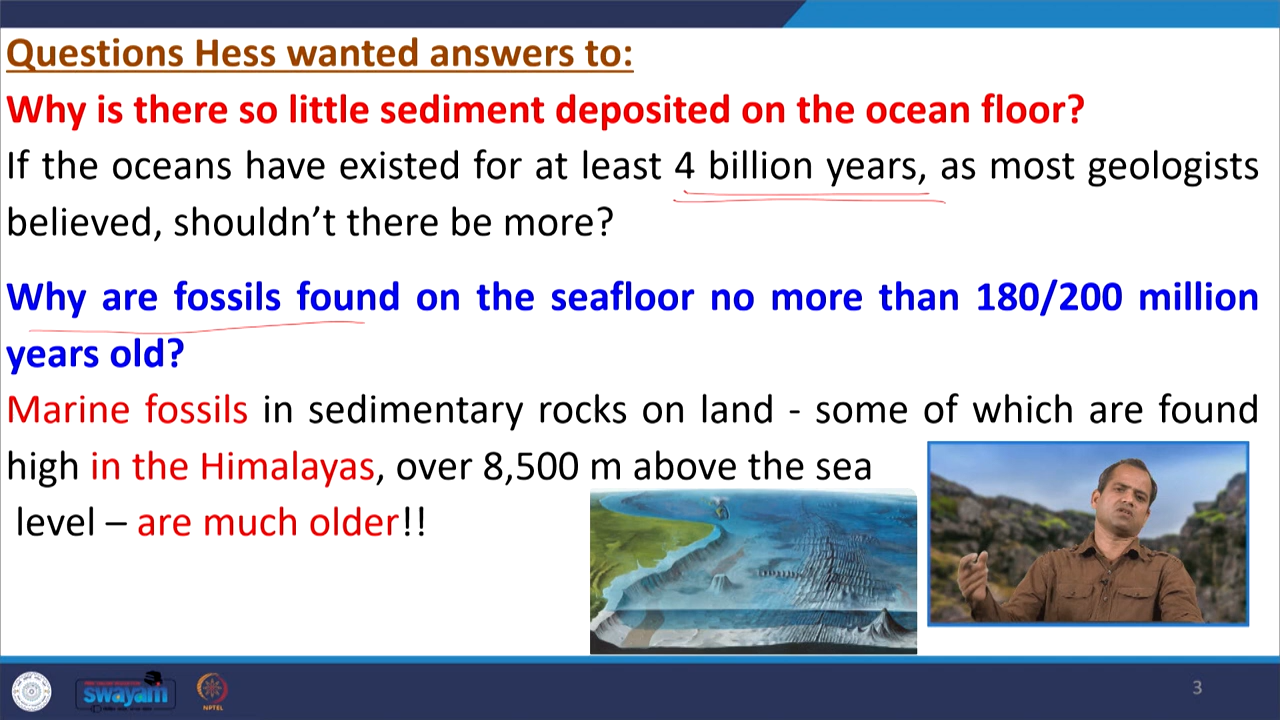 Questions Hess wanted answers to:
Why is there so little sediment deposited on the ocean floor?
If the oceans have existed for at least 4 billion years, as most geologists
believed, shouldn't there be more?
Why are fossils found on the seafloor no more than 180/200 million
years old?
Marine fossils in sedimentary rocks on land - some of which are found
high in the Himalayas, over 8,500 m above the sea
level – are much older!!
swayam
NPTEL
3